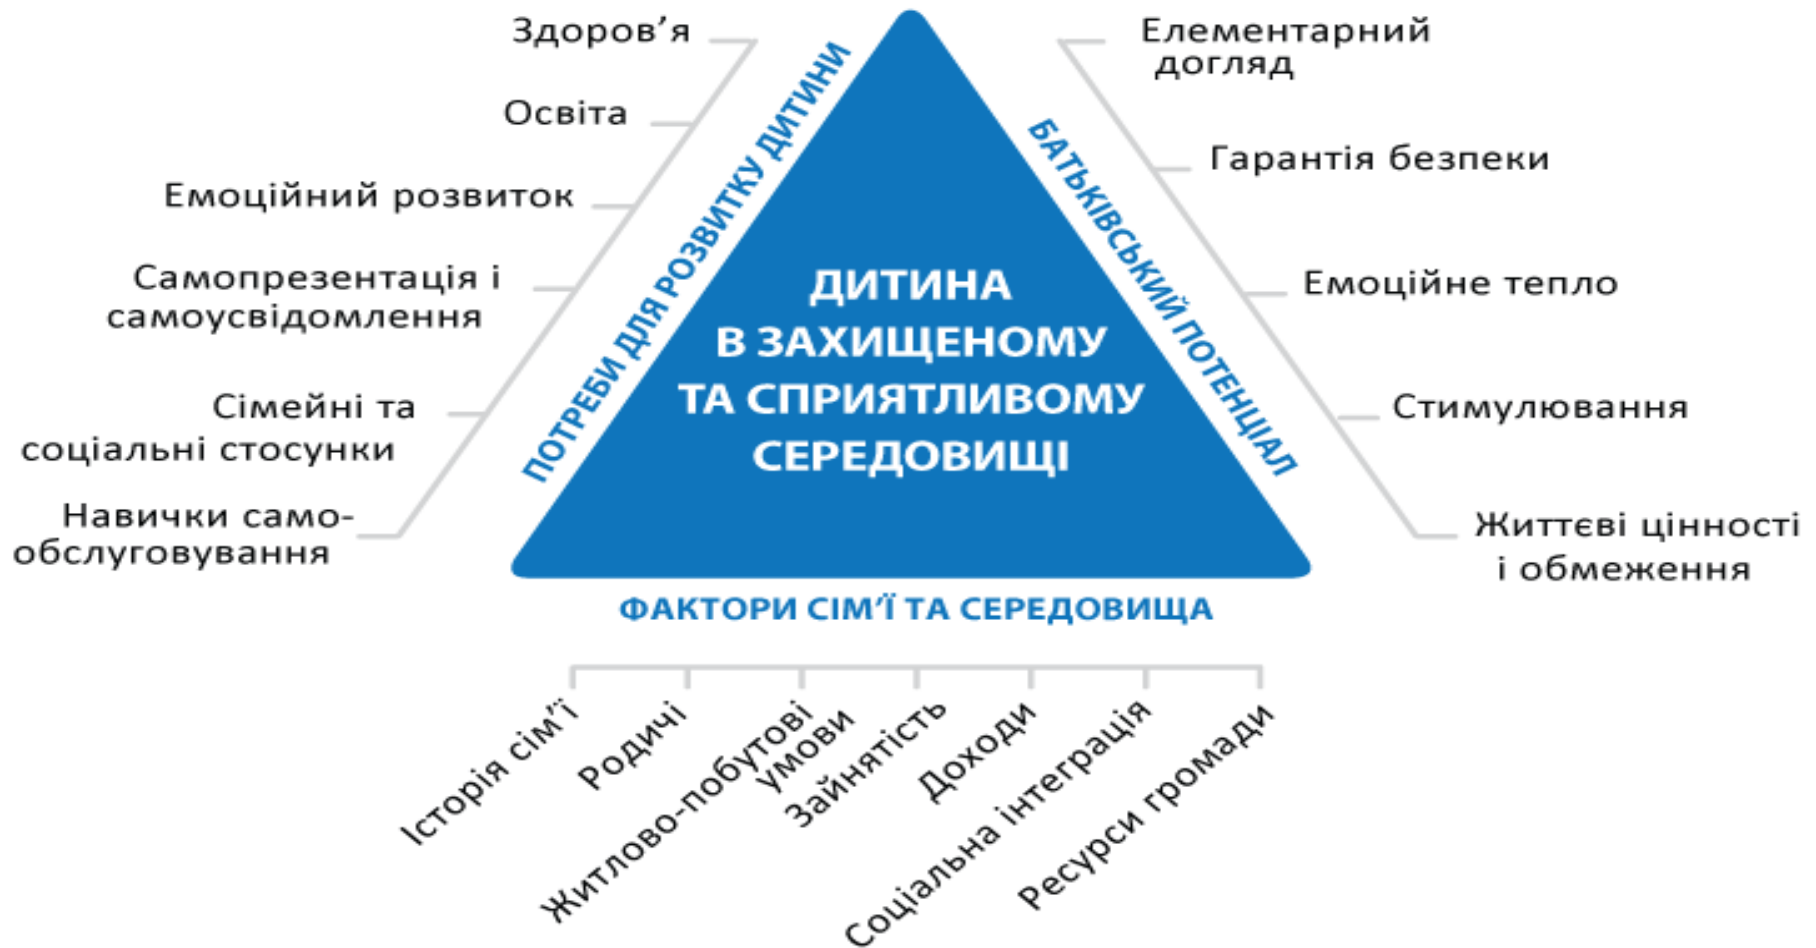 Здоров’я
Освіта
Емоційний розвиток
Самопрезентація і
самоусвідомлення
Сімейні та
соціальні стосунки
Навички само-
обслуговування
ПОТРЕБИ ДЛЯ РОЗВИТКУ ДИТИНИ
ДИТИНА
В ЗАХИЩЕНОМУ
ТА СПРИЯТЛИВОМУ
СЕРЕДОВИЩІ
БАТЬКІВСЬКИЙ ПОТЕНЦІАЛ
Елементарний
догляд
Гарантія безпеки
Емоційне тепло
Стимулювання
Життєві цінності
і обмеження
ФАКТОРИ СІМ’Ї ТА СЕРЕДОВИЩА
Історія сім’ї
Родичі
Житлово-побутові
умови
Зайнятість
Доходи
Соціальна інтеграція
Ресурси громади